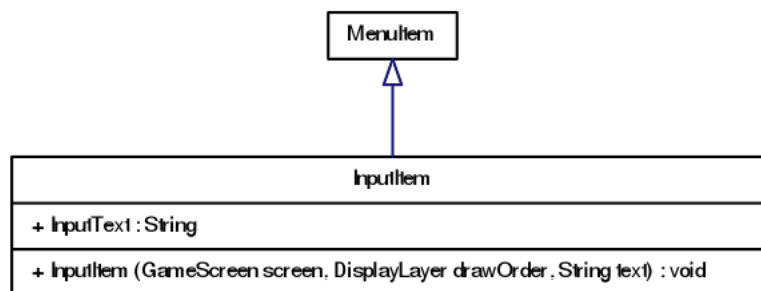 MenuItem
InputItem
+ InputText : String
+ InputItem (GameScreen screen, DisplayLayer drawOrder, String text) : void